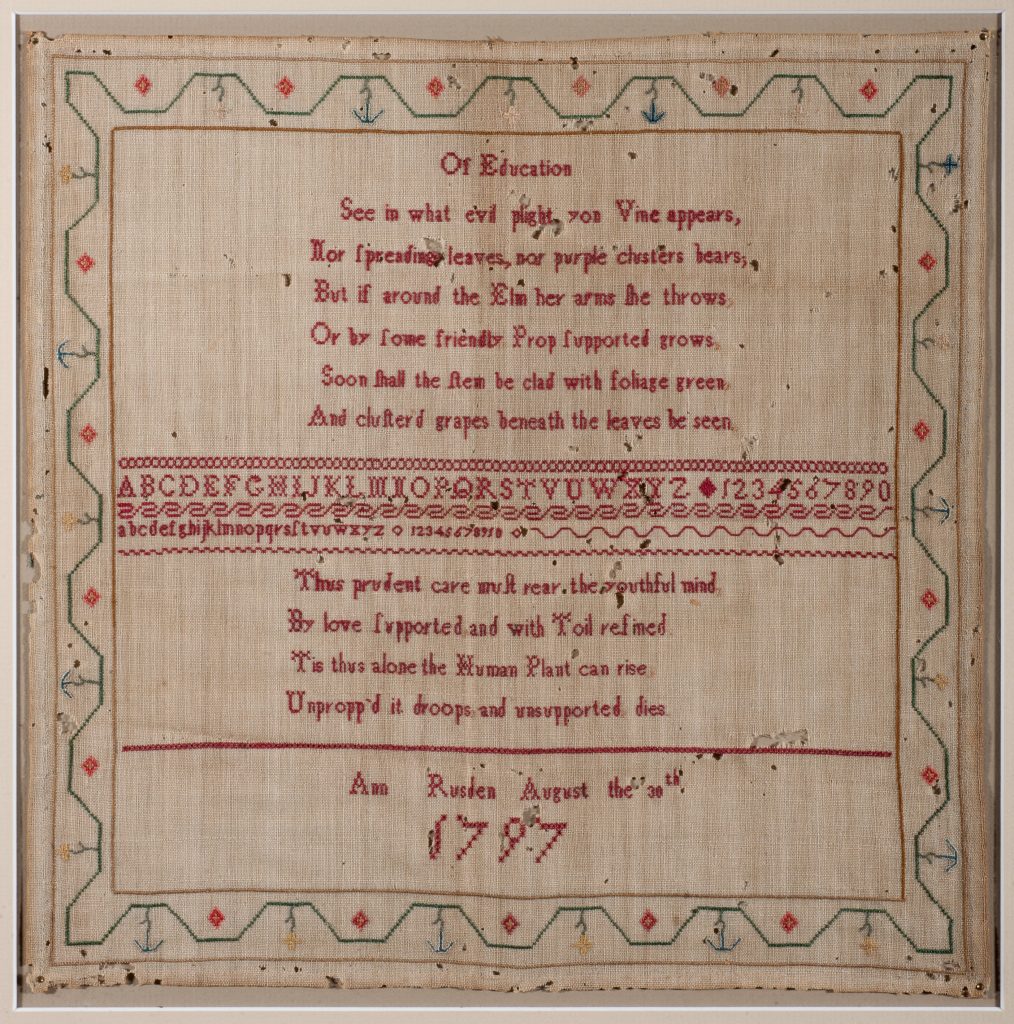 Of Education
See in what evil plight yon Vine appears,
Nor ſpreading leaves, nor purple clusters bears,
But if around the Elm her arms ſhe throws
Or by ſome friendly Prop ſupported grows,
Soon ſhall the ſtem be clad with foliage green
And cluſter'd grapes beneath the leaves be seen
ABCDEFGHIJKLMNOPQRSTVUWXYZ 1234567890
abcdefghijklmnopqrsſtvuwxyz 12345678910
Thus prudent care muſt rear the youthful mind
By love ſupported and with Toil refined
'Tis thus alone the Human Plant can rise
Unpropp'd it droops and unsupported dies
Ann Rusden August the 30th
1797